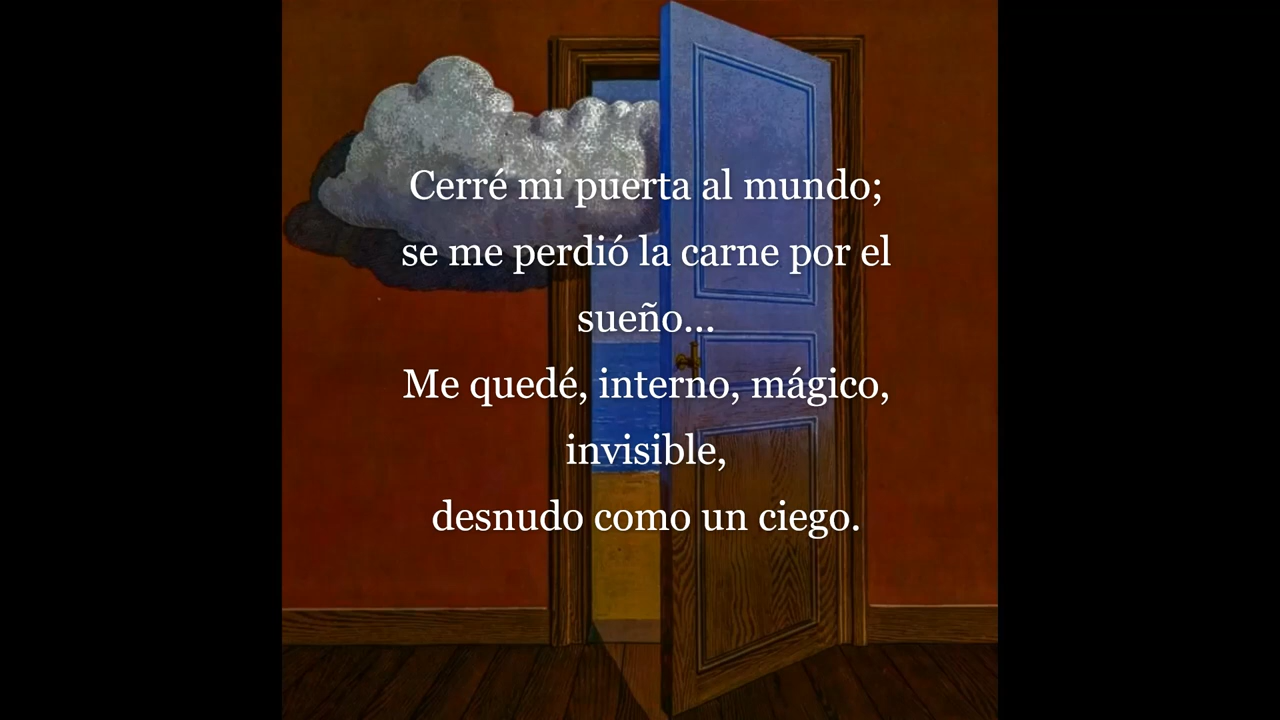 Cerré mi puerta al mundo;
se me perdió la carne por el
sueño...
Me quedé, interno, mágico,
invisible,
desnudo como un ciego.